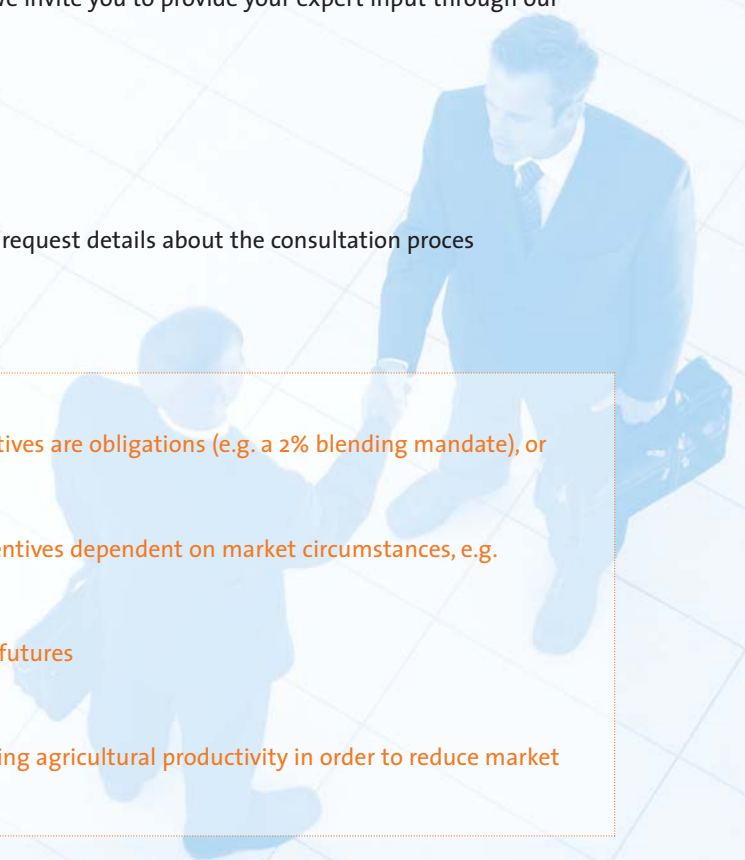 ve invite you to provide your expert input through our
request details about the consultation proces
tives are obligations (e.g. a 2% blending mandate), or
entives dependent on market circumstances, e.g.
futures
ing agricultural productivity in order to reduce market